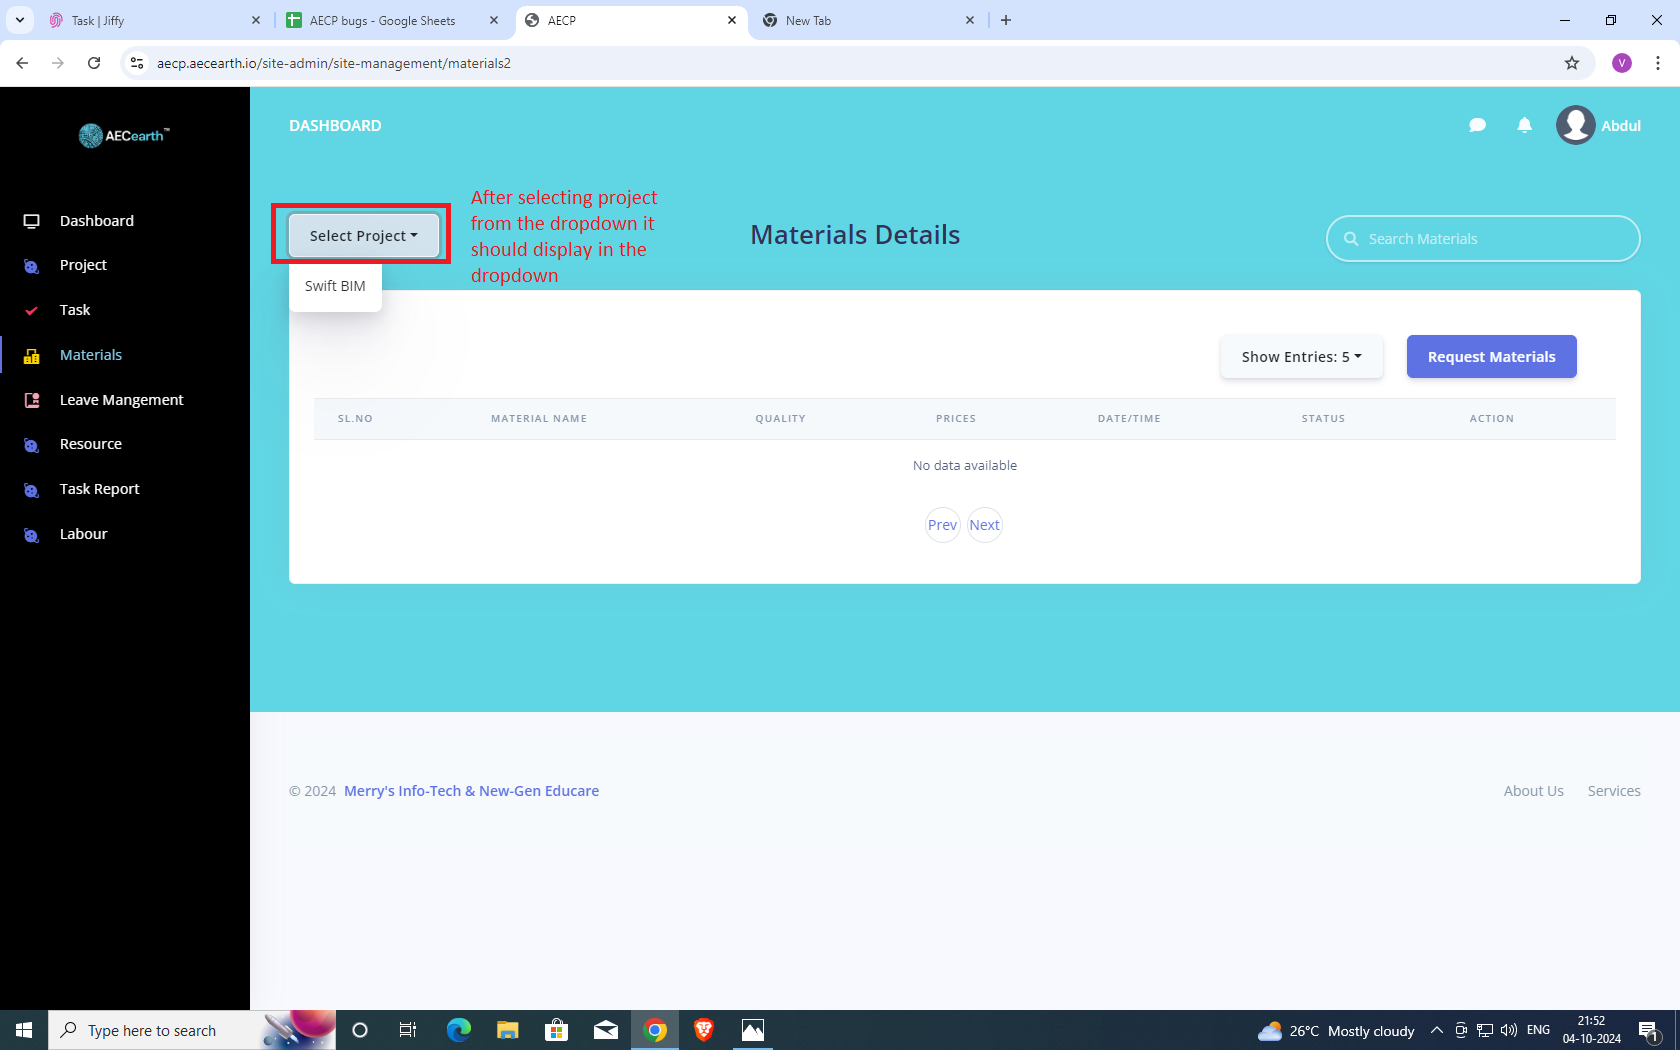 Task | Jiffy
AECP bugs - Google Sheets
AECP
New Tab
aecp.aecearth.io/site-admin/site-management/materials2
V
AECearth™
DASHBOARD
Abdul
Dashboard
Project
Task
Materials
Leave Mangement
Resource
Task Report
Labour
Select Project
Swift BIM
After selecting project
from the dropdown it
should display in the
dropdown
Materials Details
Search Materials
Show Entries: 5
Request Materials
SL.NO MATERIAL NAME QUALITY PRICES DATE/TIME STATUS ACTION
No data available
Prev Next
© 2024 Merry's Info-Tech & New-Gen Educare
About Us Services
Type here to search
26°C Mostly cloudy
ENG
21:52
04-10-2024
1